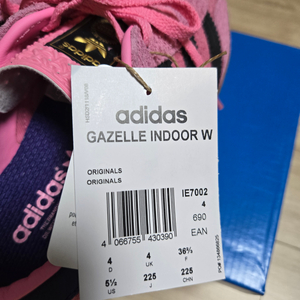 adidas
GAZELLE INDOOR W
ORIGINALS
ORIGINALS
IE7002
4
690
EAN
4 066755 430390
4 4 36⅔
D UK F
5½ 225 225
US J CHN